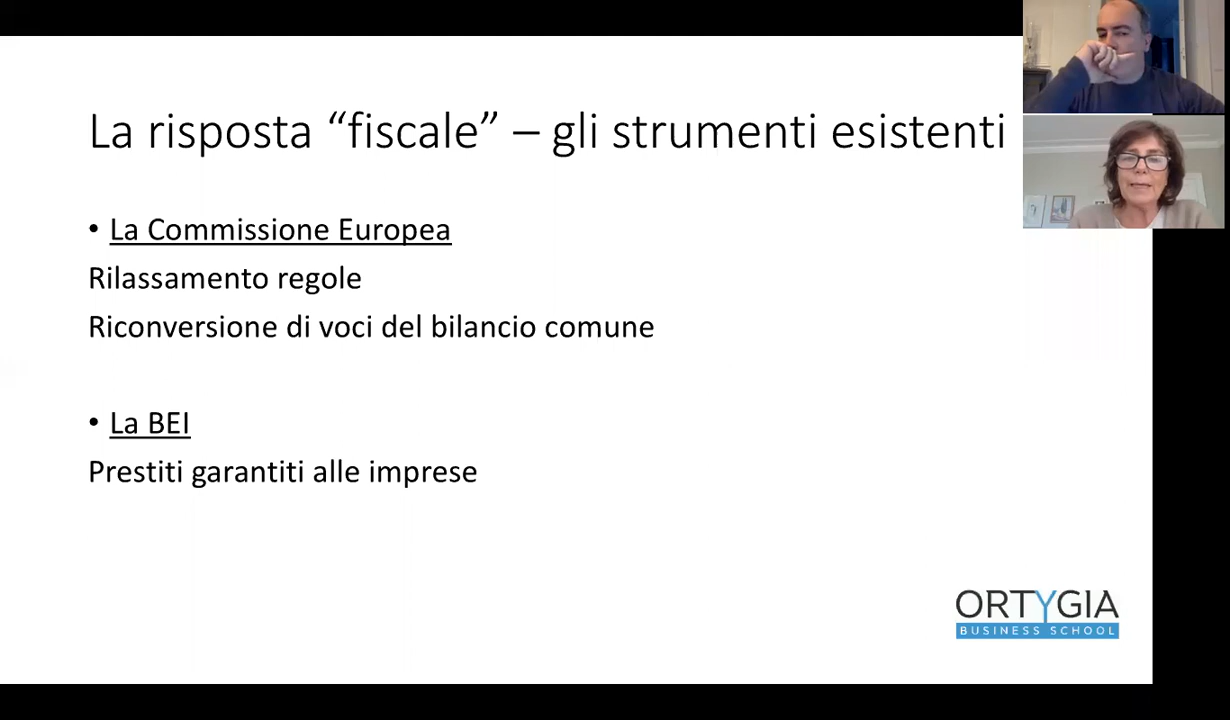 La risposta “fiscale” – gli strumenti esistenti
• La Commissione Europea
Rilassamento regole
Riconversione di voci del bilancio comune
• La BEI
Prestiti garantiti alle imprese
ORTYGIA
BUSINESS SCHOOL